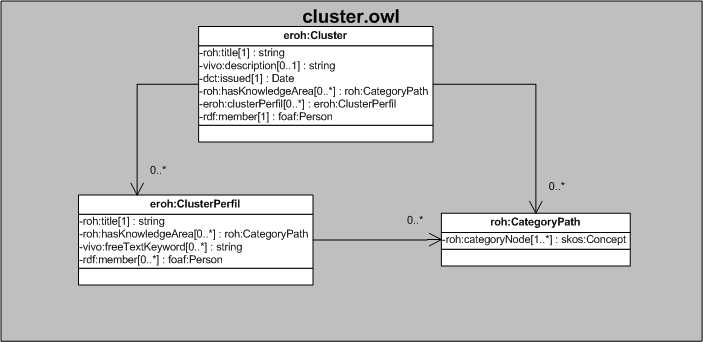 cluster.owl
eroh:Cluster
-roh:title[1] : string
-vivo:description[0..1] : string
-dct:issued[1] : Date
-roh:hasKnowledgeArea[0..*] : roh:CategoryPath
-eroh:clusterPerfil[0..*] : eroh:ClusterPerfil
-rdf:member[1] : foaf:Person
0..*
0..*
eroh:ClusterPerfil
-roh:title[1] : string
-roh:hasKnowledgeArea[0..*] : roh:CategoryPath
-vivo:freeTextKeyword[0..*] : string
-rdf:member[0..*] : foaf:Person
0..*
roh:CategoryPath
-roh:categoryNode[1..*] : skos:Concept